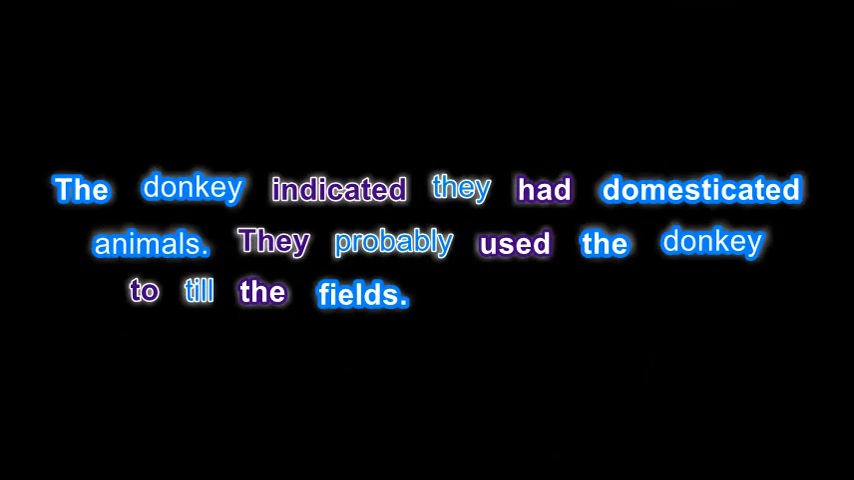 The donkey indicated they had domesticated
animals. They probably used the donkey
to till the fields.